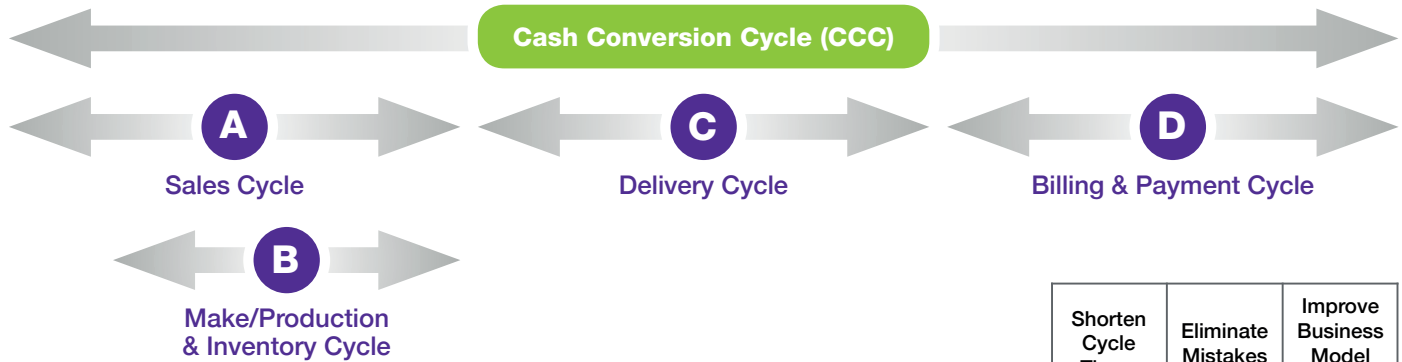 Cash Conversion Cycle (CCC)
A
C
D
Sales Cycle
Delivery Cycle
Billing & Payment Cycle
B
Make/Production
& Inventory Cycle
Shorten
Cycle
Eliminate
Mistakes
Improve
Business
Model